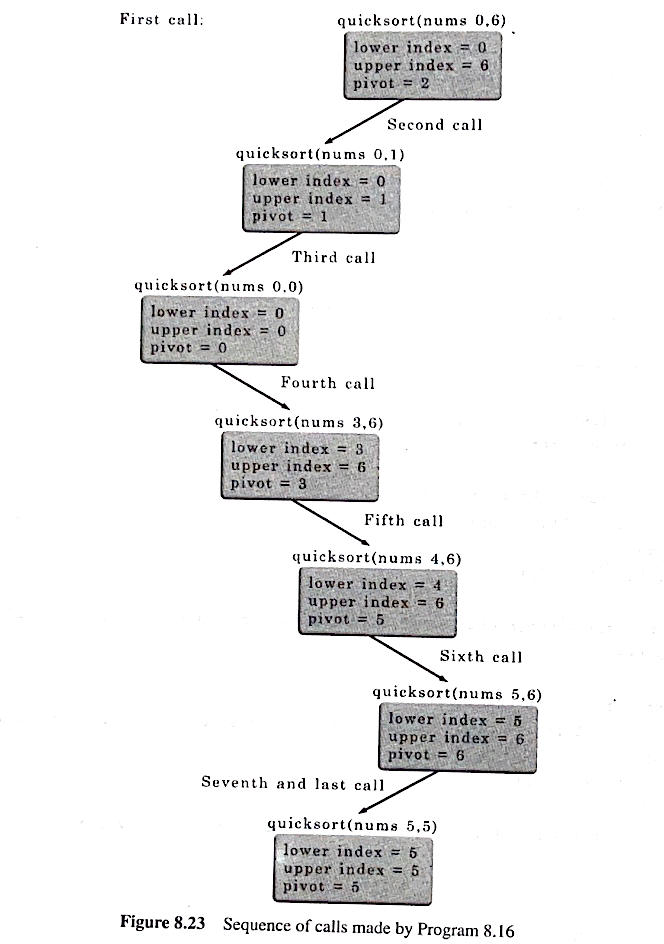 First call:
quicksort(nums 0,6)
lower index = 0
upper index = 6
pivot = 2
Second call
quicksort(nums 0,1)
lower index = 0
upper index = 1
pivot = 1
Third call
quicksort(nums 0,0)
lower index = 0
upper index = 0
pivot = 0
Fourth call
quicksort(nums 3,6)
lower index = 3
upper index = 6
pivot = 3
Fifth call
quicksort(nums 4,6)
lower index = 4
upper index = 6
pivot = 5
Sixth call
quicksort(nums 5,6)
lower index = 5
upper index = 6
pivot = 6
Seventh and last call
quicksort(nums 5,5)
lower index = 5
upper index = 5
pivot = 5
Figure 8.23 Sequence of calls made by Program 8.16